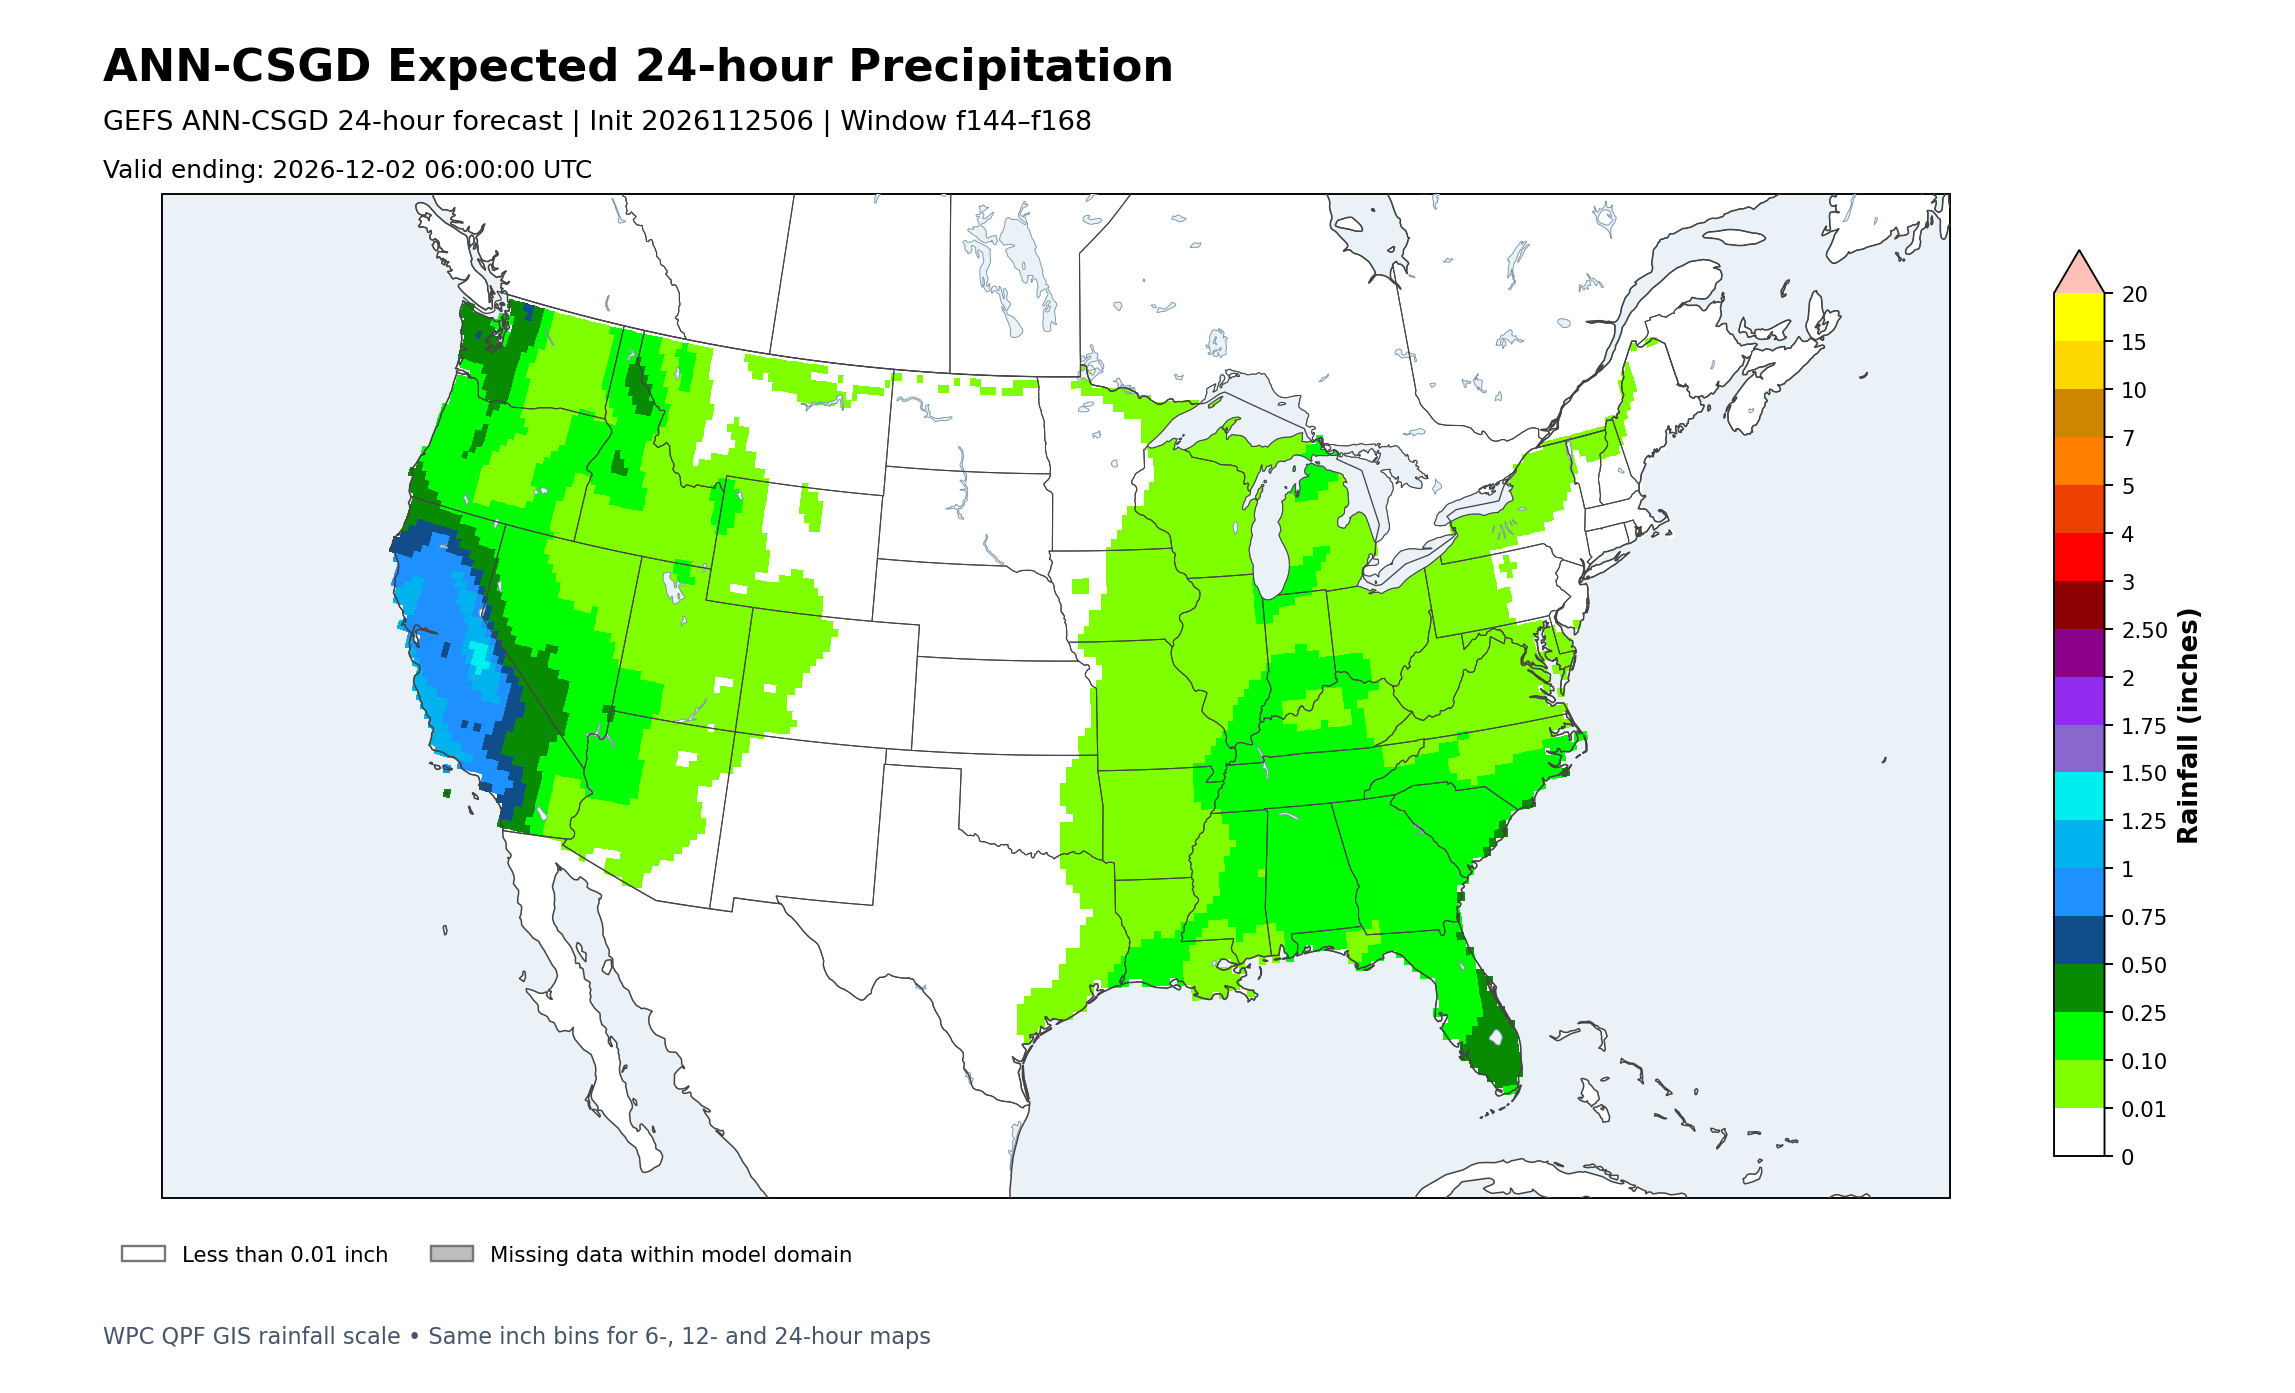 ANN-CSGD Expected 24-hour Precipitation
GEFS ANN-CSGD 24-hour forecast | Init 2026112506 | Window f144–f168
Valid ending: 2026-12-02 06:00:00 UTC
20
15
10
7
5
4
3
2.50
2
1.75
1.50
1.25
1
0.75
0.50
0.25
0.10
0.01
0
Rainfall (inches)
Less than 0.01 inch
Missing data within model domain
WPC QPF GIS rainfall scale • Same inch bins for 6-, 12- and 24-hour maps